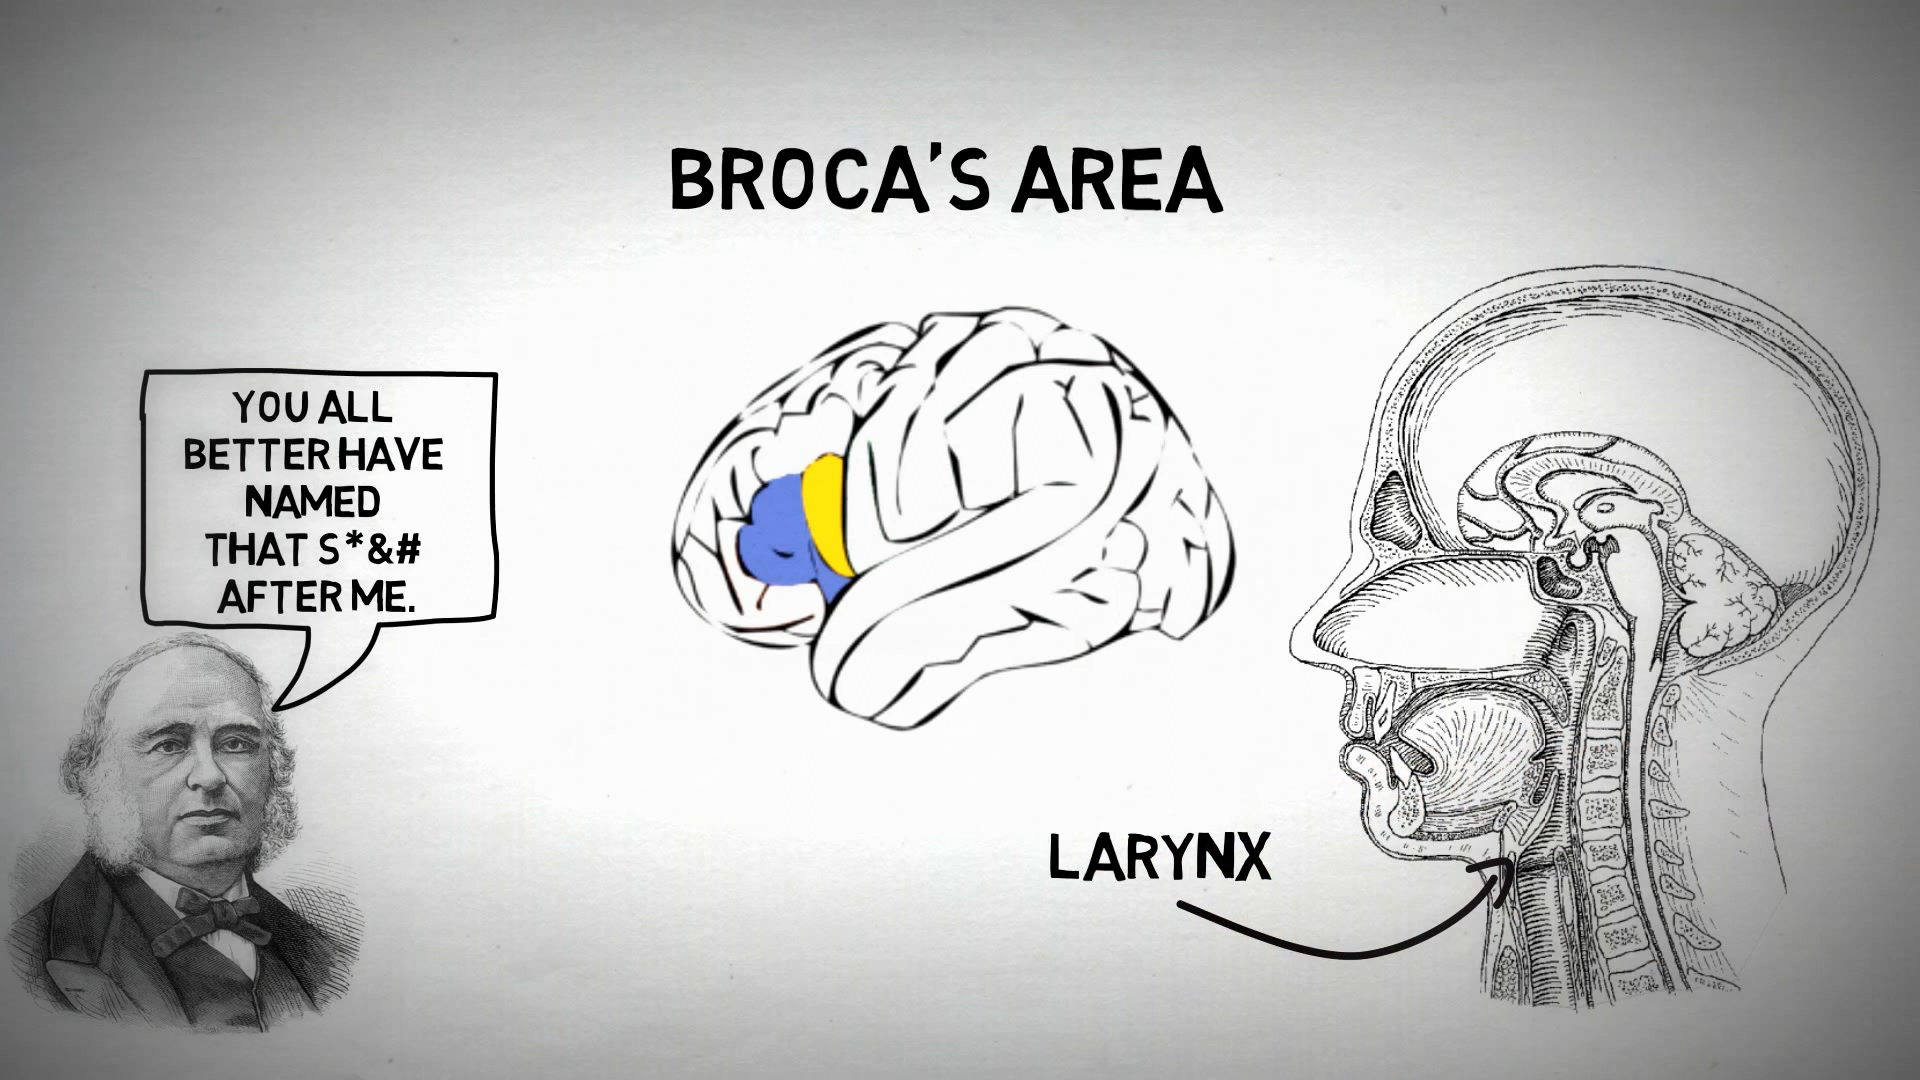 BROCA'S AREA
YOU ALL
BETTER HAVE
NAMED
THAT S*&#
AFTER ME.
LARYNX